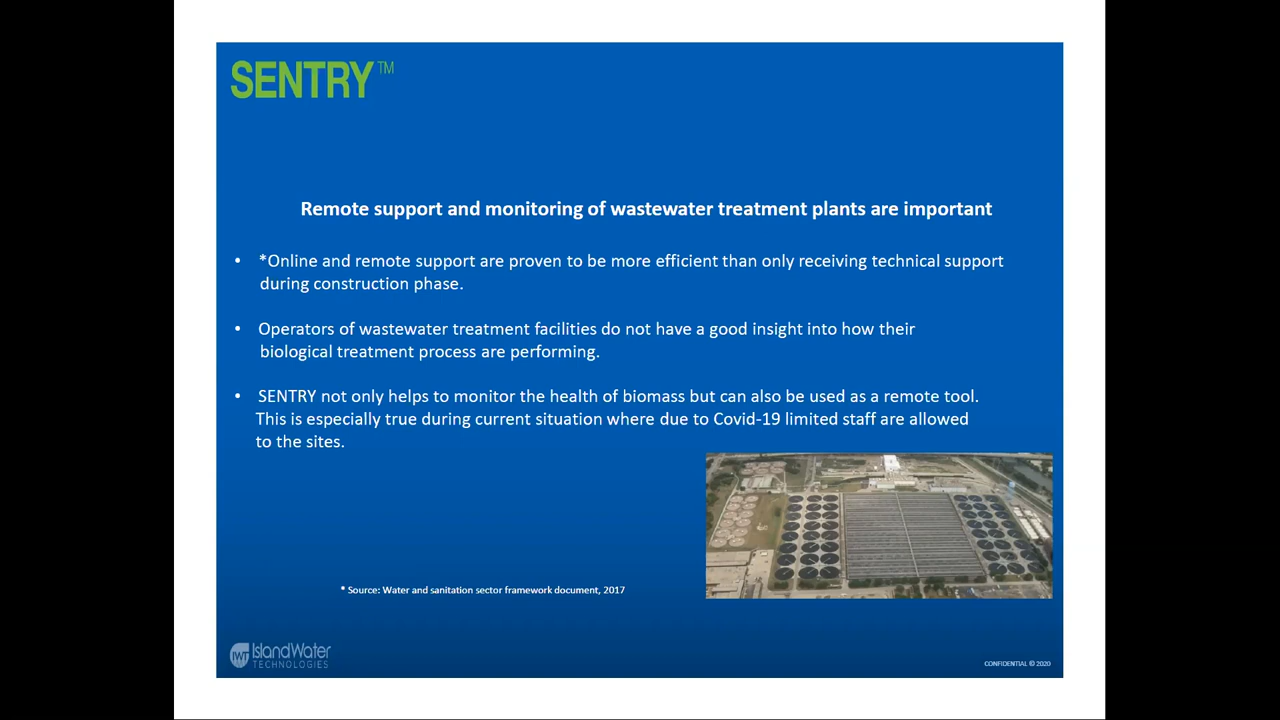 SENTRY™
Remote support and monitoring of wastewater treatment plants are important
• *Online and remote support are proven to be more efficient than only receiving technical support
during construction phase.
• Operators of wastewater treatment facilities do not have a good insight into how their
biological treatment process are performing.
• SENTRY not only helps to monitor the health of biomass but can also be used as a remote tool.
This is especially true during current situation where due to Covid-19 limited staff are allowed
to the sites.
* Source: Water and sanitation sector framework document, 2017
IWT IslandWater
TECHNOLOGIES
CONFIDENTIAL © 2020